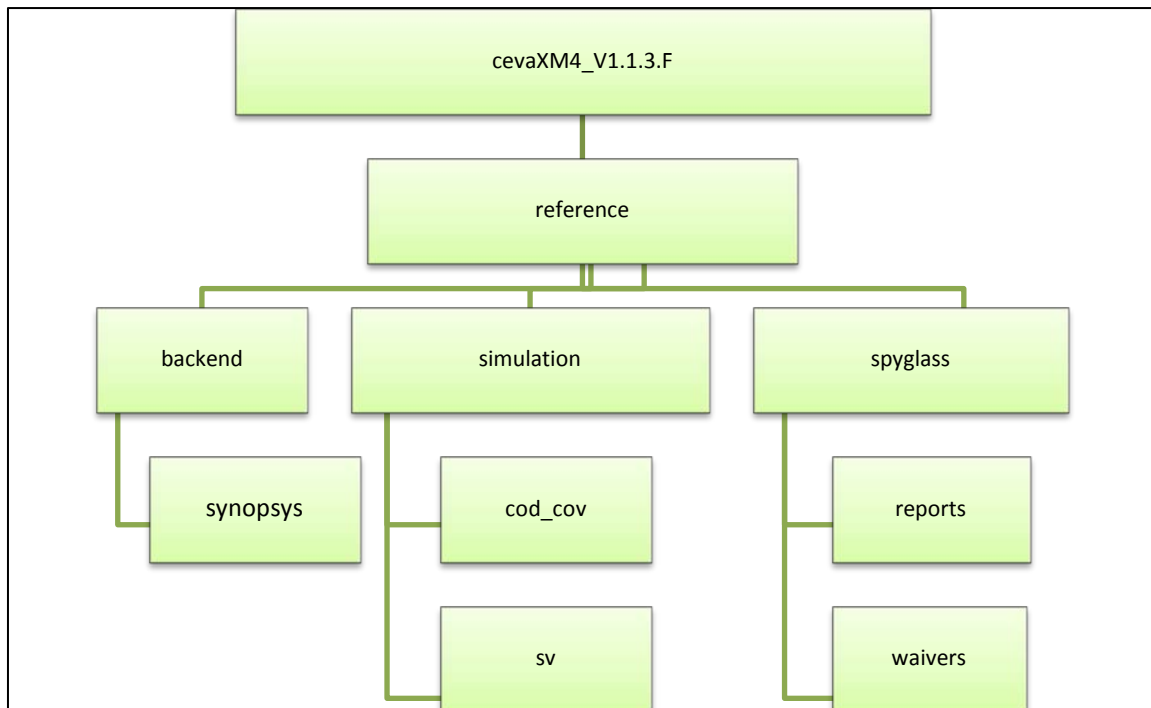 cevaXM4_V1.1.3.F
reference
backend
simulation
spyglass
synopsys
cod_cov
reports
sv
waivers